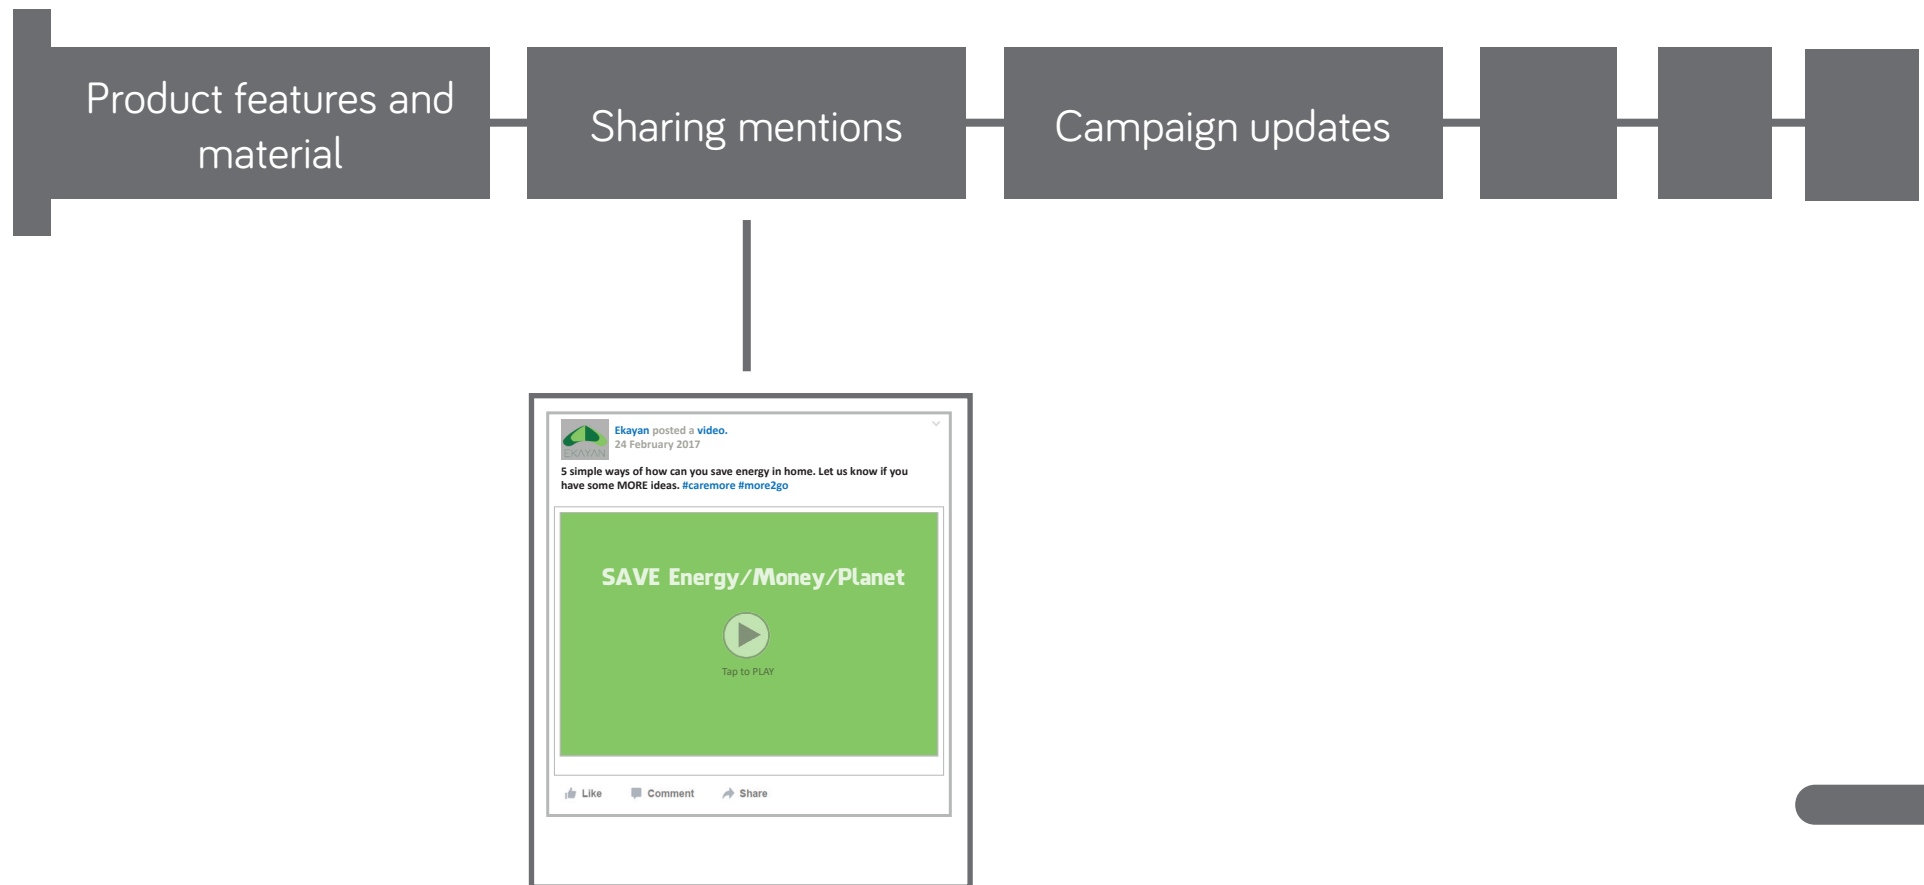 Product features and
material
Sharing mentions
Campaign updates
EKAYAN
Ekayan posted a video.
24 February 2017
5 simple ways of how can you save energy in home. Let us know if you
have some MORE ideas. #caremore #more2go
SAVE Energy/Money/Planet
Tap to PLAY
Like Comment Share